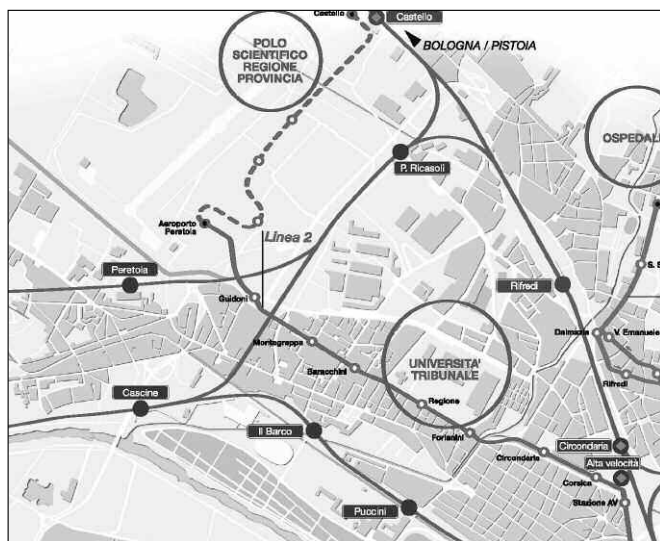 Castello
Castello
BOLOGNA / PISTOIA
POLO
SCIENTIFICO
REGIONE
PROVINCIA
OSPEDALI
P. Ricasoli
Aeroporto
Peretola
Linea 2
S. S
Peretola
Guidoni
Rifredi
Dalmazia
V. Emanuele
Montegrappa
UNIVERSITA'
TRIBUNALE
Baracchini
Rifredi
Cascine
Regione
Il Barco
Forlanini
Circondaria
Circondaria
Alta velocità
Corsica
Stazione AV
Puccini